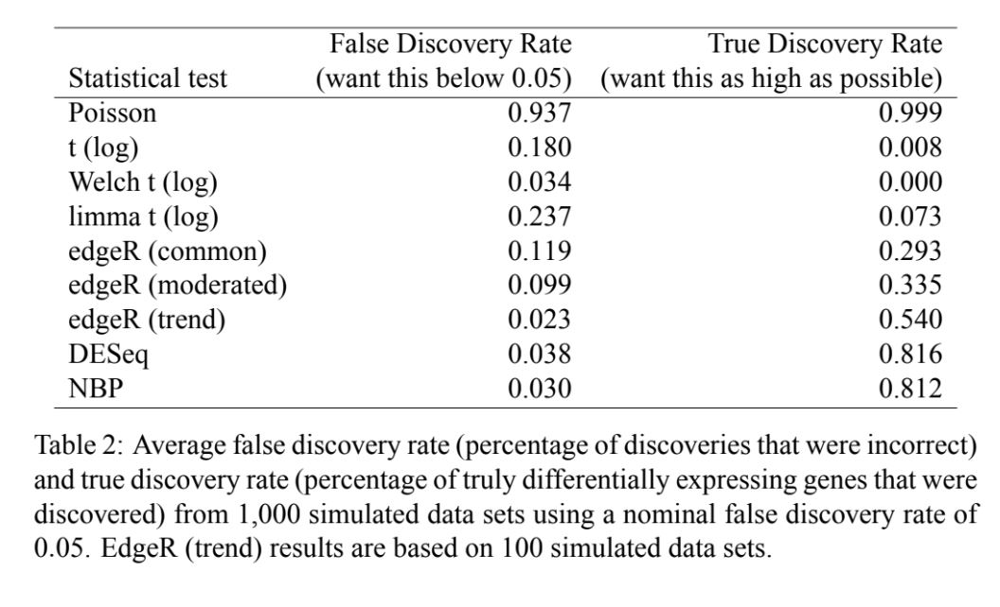 False Discovery Rate True Discovery Rate
Statistical test (want this below 0.05) (want this as high as possible)
Poisson 0.937 0.999
t (log) 0.180 0.008
Welch t (log) 0.034 0.000
limma t (log) 0.237 0.073
edgeR (common) 0.119 0.293
edgeR (moderated) 0.099 0.335
edgeR (trend) 0.023 0.540
DESeq 0.038 0.816
NBP 0.030 0.812
Table 2: Average false discovery rate (percentage of discoveries that were incorrect)
and true discovery rate (percentage of truly differentially expressing genes that were
discovered) from 1,000 simulated data sets using a nominal false discovery rate of
0.05. EdgeR (trend) results are based on 100 simulated data sets.